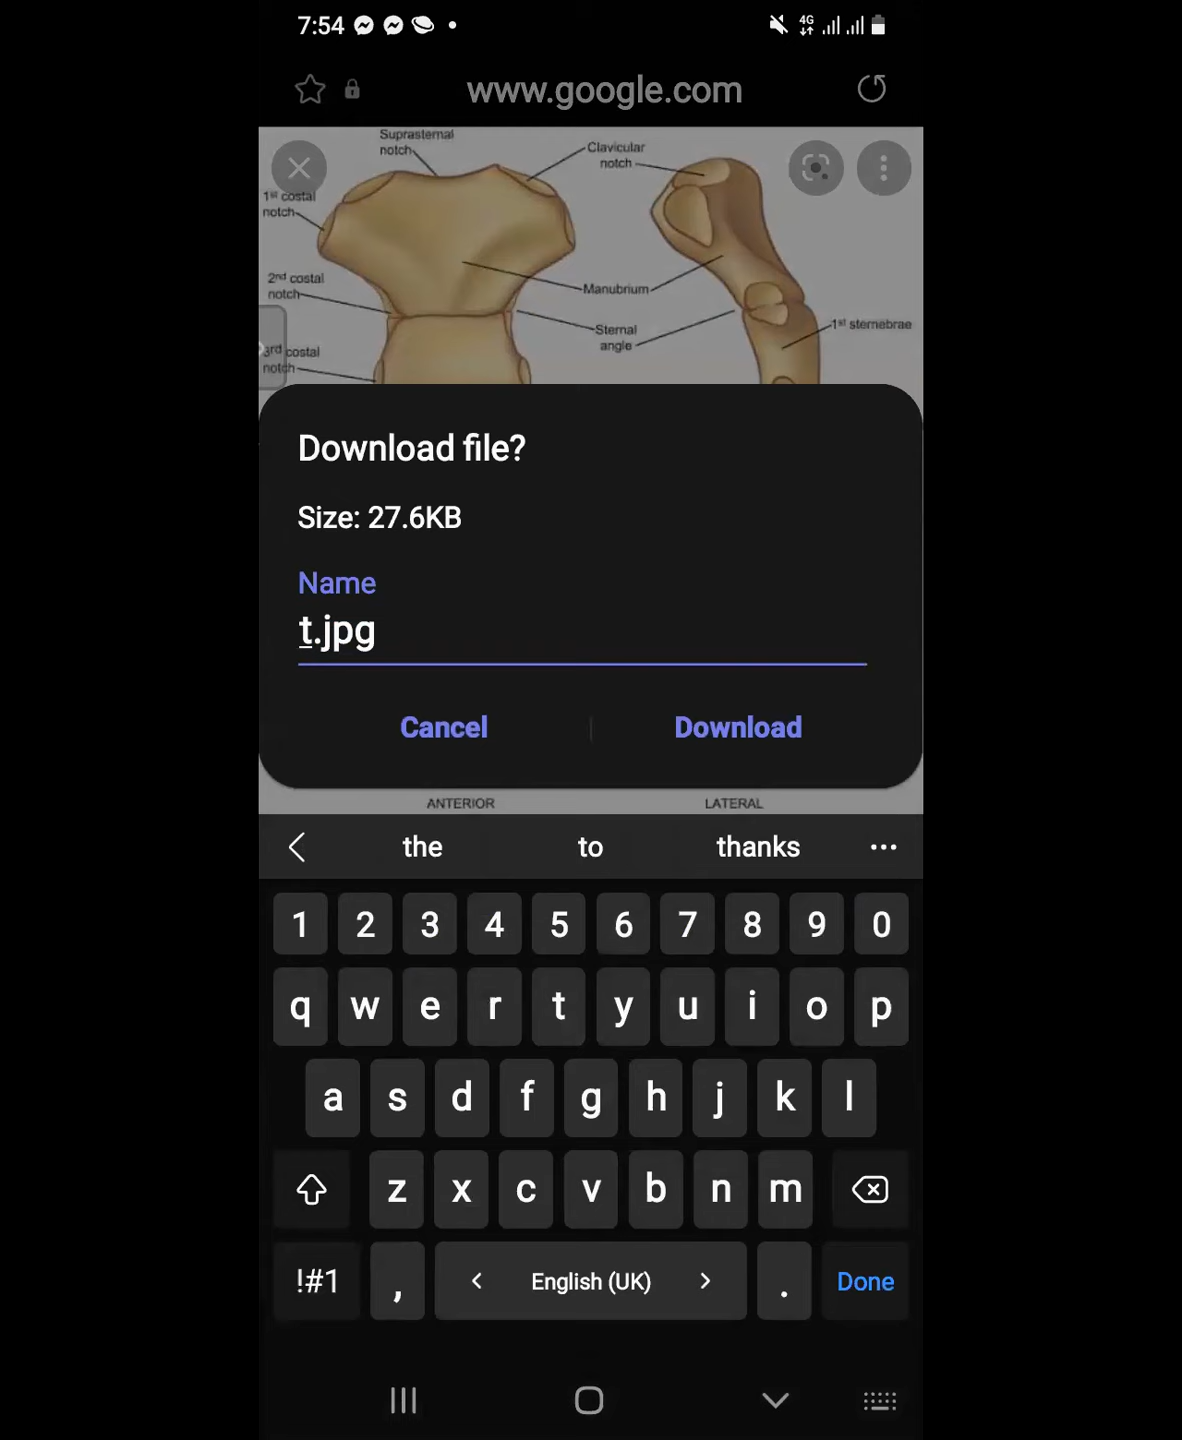 7:54
4G
www.google.com
Suprasternal
notch
Clavicular
notch
1st costal
notch
2nd costal
notch
Manubrium
Sternal
angle
1st sternebrae
3rd costal
notch
Download file?
Size: 27.6KB
Name
t.jpg
Cancel
Download
ANTERIOR
LATERAL
the to thanks ...
1 2 3 4 5 6 7 8 9 0
q w e r t y u i o p
a s d f g h j k l
z x c v b n m
!#1 , < English (UK) > . Done